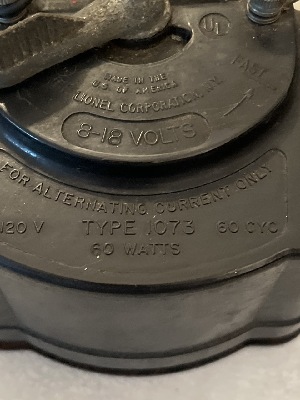 UL
MADE IN THE
U.S. OF AMERICA
FAST
LIONEL CORPORATION, N.Y.
8-18 VOLTS
FOR ALTERNATING CURRENT ONLY
120 V TYPE 1073 60 CYC
60 WATTS